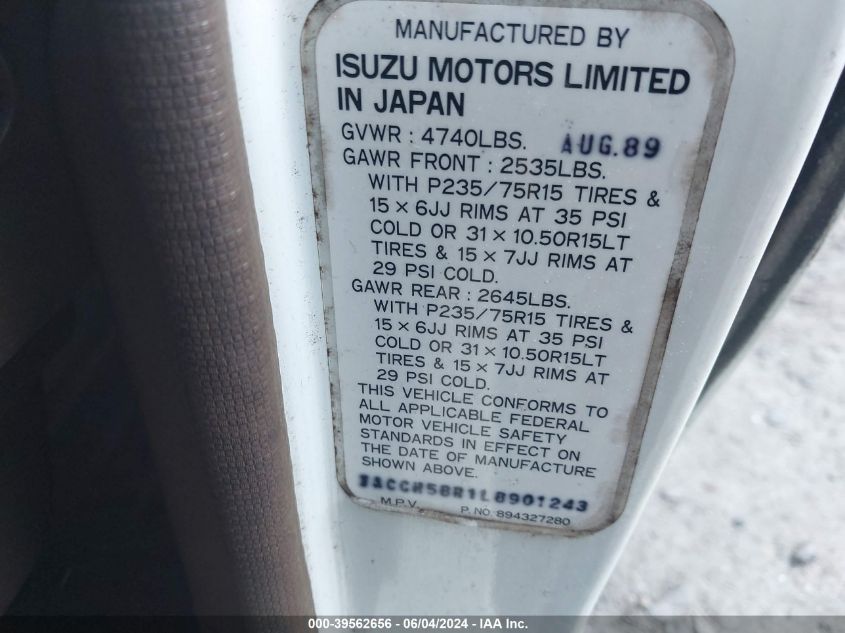 MANUFACTURED BY
ISUZU MOTORS LIMITED
IN JAPAN
GVWR : 4740LBS. AUG.89
GAWR FRONT : 2535LBS.
WITH P235/75R15 TIRES &
15 × 6JJ RIMS AT 35 PSI
COLD OR 31 × 10.50R15LT
TIRES & 15 × 7JJ RIMS AT
29 PSI COLD.
GAWR REAR : 2645LBS.
WITH P235/75R15 TIRES &
15 × 6JJ RIMS AT 35 PSI
COLD OR 31 × 10.50R15LT
TIRES & 15 × 7JJ RIMS AT
29 PSI COLD.
THIS VEHICLE CONFORMS TO
ALL APPLICABLE FEDERAL
MOTOR VEHICLE SAFETY
STANDARDS IN EFFECT ON
THE DATE OF MANUFACTURE
SHOWN ABOVE.
M.P.V. P. NO. 894327280
000-39562656 - 06/04/2024 - IAA Inc.